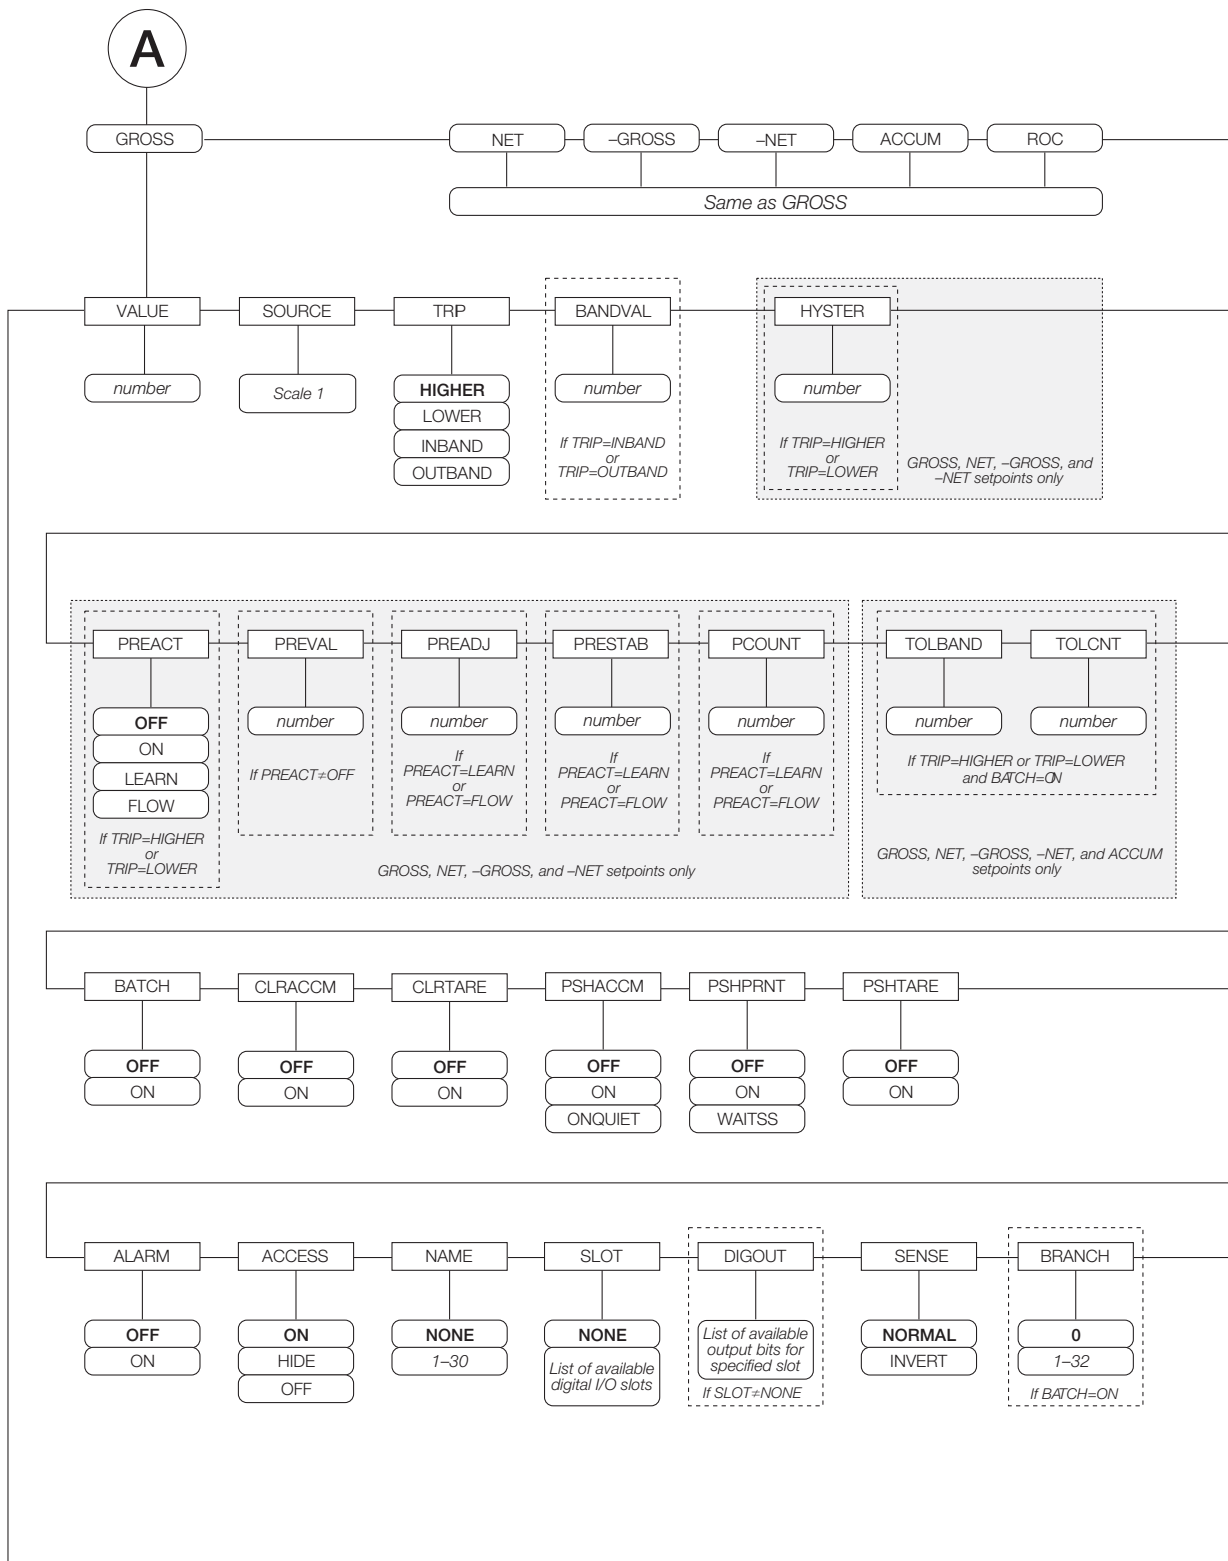 A
GROSS
NET
–GROSS
–NET
ACCUM
ROC
Same as GROSS
VALUE
SOURCE
TRIP
BANDVAL
HYSTER
number
Scale 1
HIGHER
LOWER
INBAND
OUTBAND
number
If TRIP=INBAND
or
TRIP=OUTBAND
number
If TRIP=HIGHER
or
TRIP=LOWER
GROSS, NET, –GROSS, and
–NET setpoints only
PREACT
PREVAL
PREADJ
PRESTAB
PCOUNT
TOLBAND
TOLCNT
OFF
ON
LEARN
FLOW
If TRIP=HIGHER
or
TRIP=LOWER
number
If PREACT≠OFF
number
If
PREACT=LEARN
or
PREACT=FLOW
number
If
PREACT=LEARN
or
PREACT=FLOW
number
If
PREACT=LEARN
or
PREACT=FLOW
GROSS, NET, –GROSS, and –NET setpoints only
number
number
If TRIP=HIGHER or TRIP=LOWER
and BATCH=ON
GROSS, NET, –GROSS, –NET, and ACCUM
setpoints only
BATCH
CLRACCM
CLRTARE
PSHACCM
PSHPRNT
PSHTARE
OFF
ON
OFF
ON
OFF
ON
OFF
ON
ONQUIET
OFF
ON
WAITSS
OFF
ON
ALARM
ACCESS
NAME
SLOT
DIGOUT
SENSE
BRANCH
OFF
ON
ON
HIDE
OFF
NONE
1–30
NONE
List of available
digital I/O slots
List of available
output bits for
specified slot
If SLOT≠NONE
NORMAL
INVERT
0
1–32
If BATCH=ON